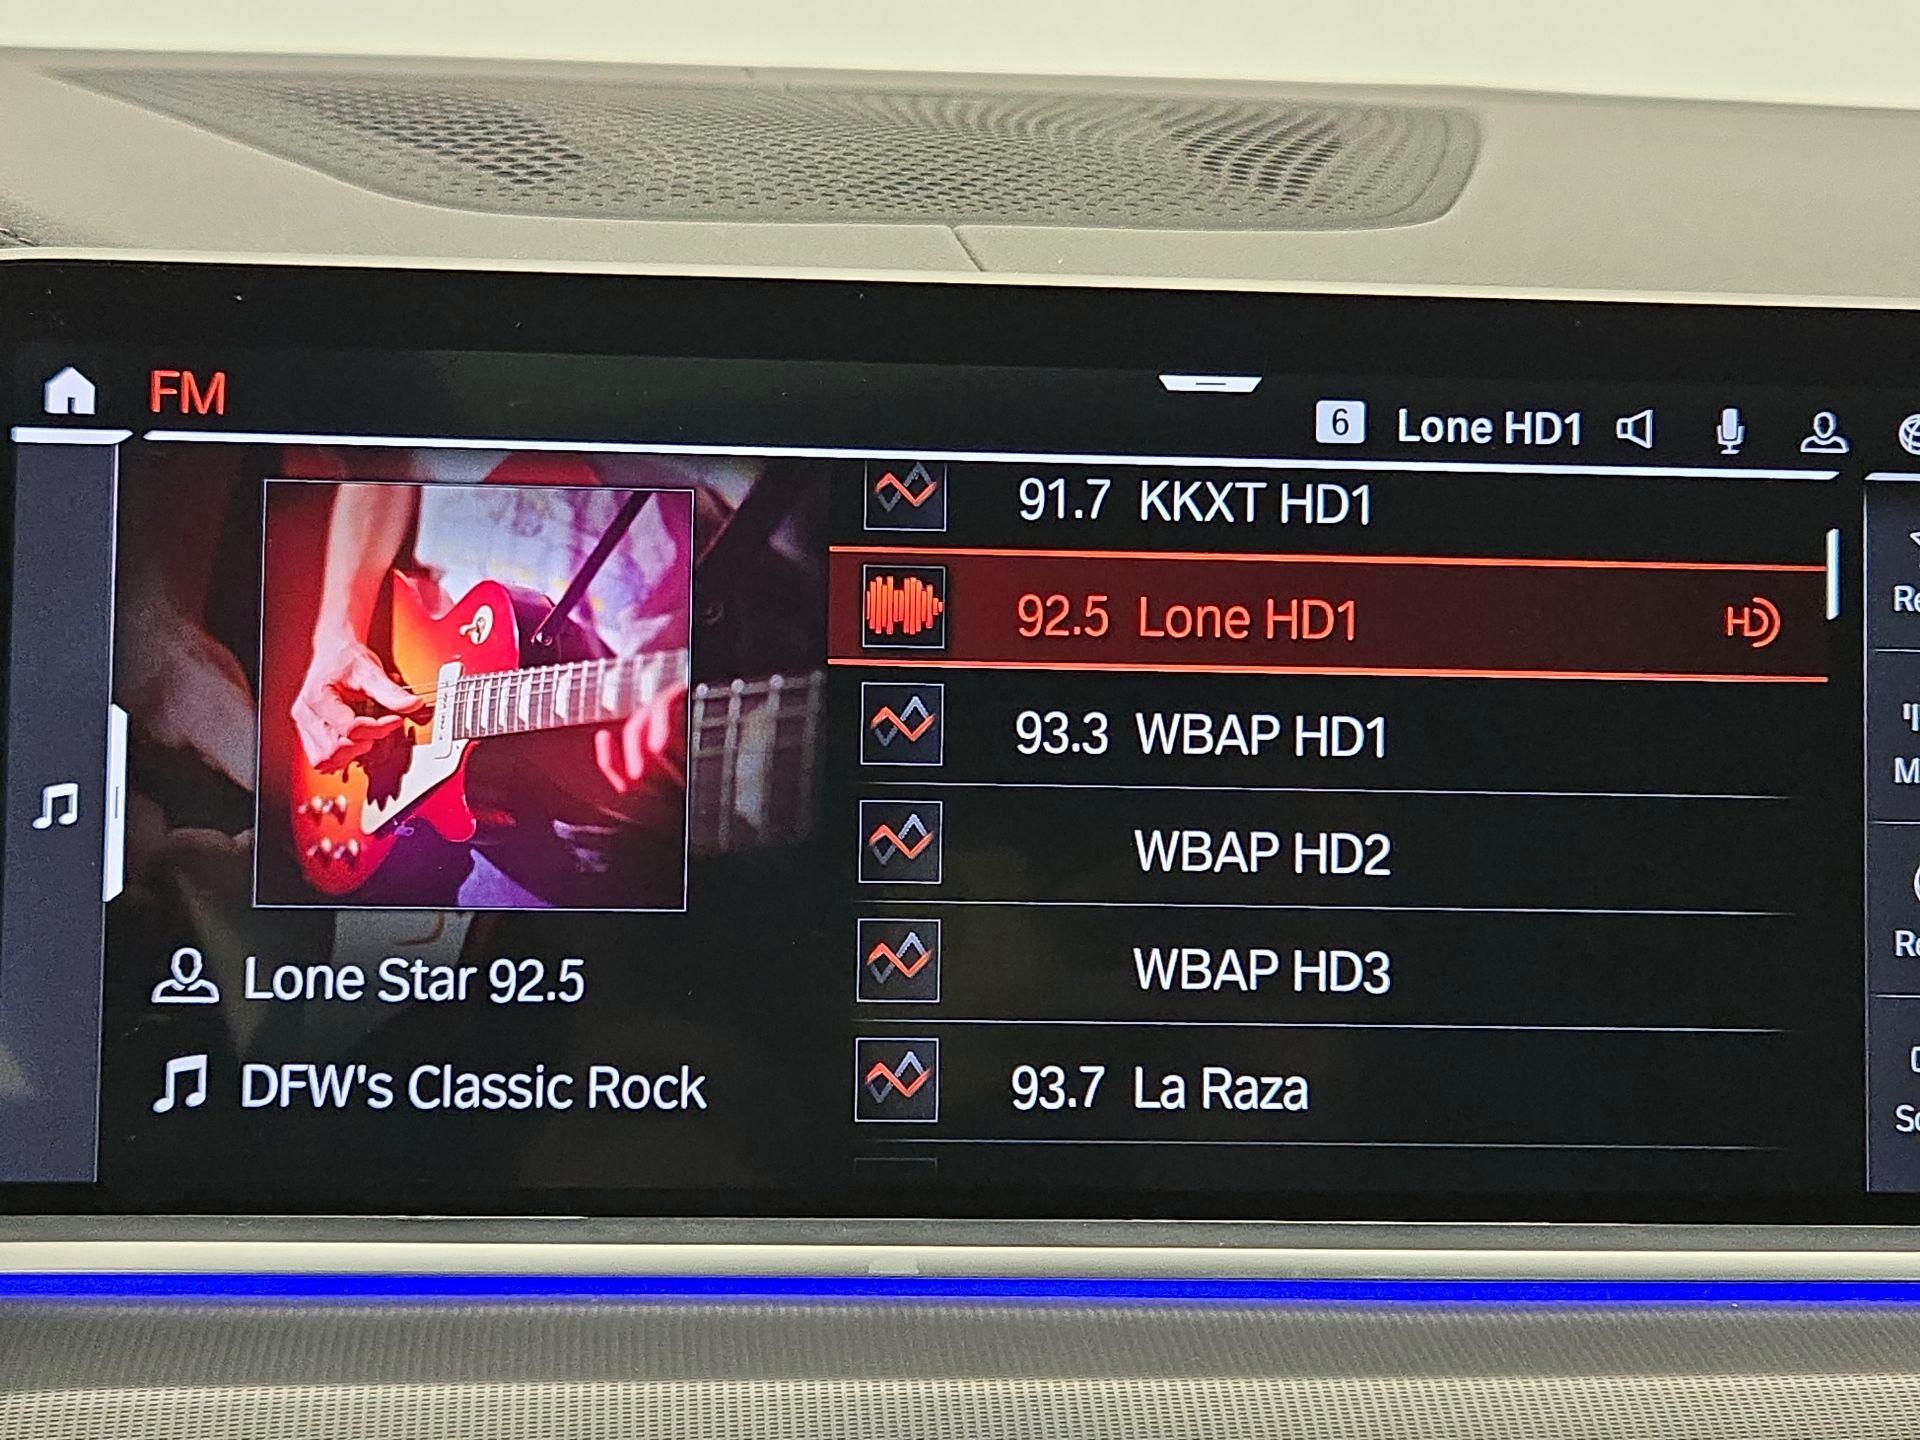 FM
6 Lone HD1
91.7 KKXT HD1
92.5 Lone HD1 HD
93.3 WBAP HD1
WBAP HD2
WBAP HD3
93.7 La Raza
Lone Star 92.5
DFW's Classic Rock